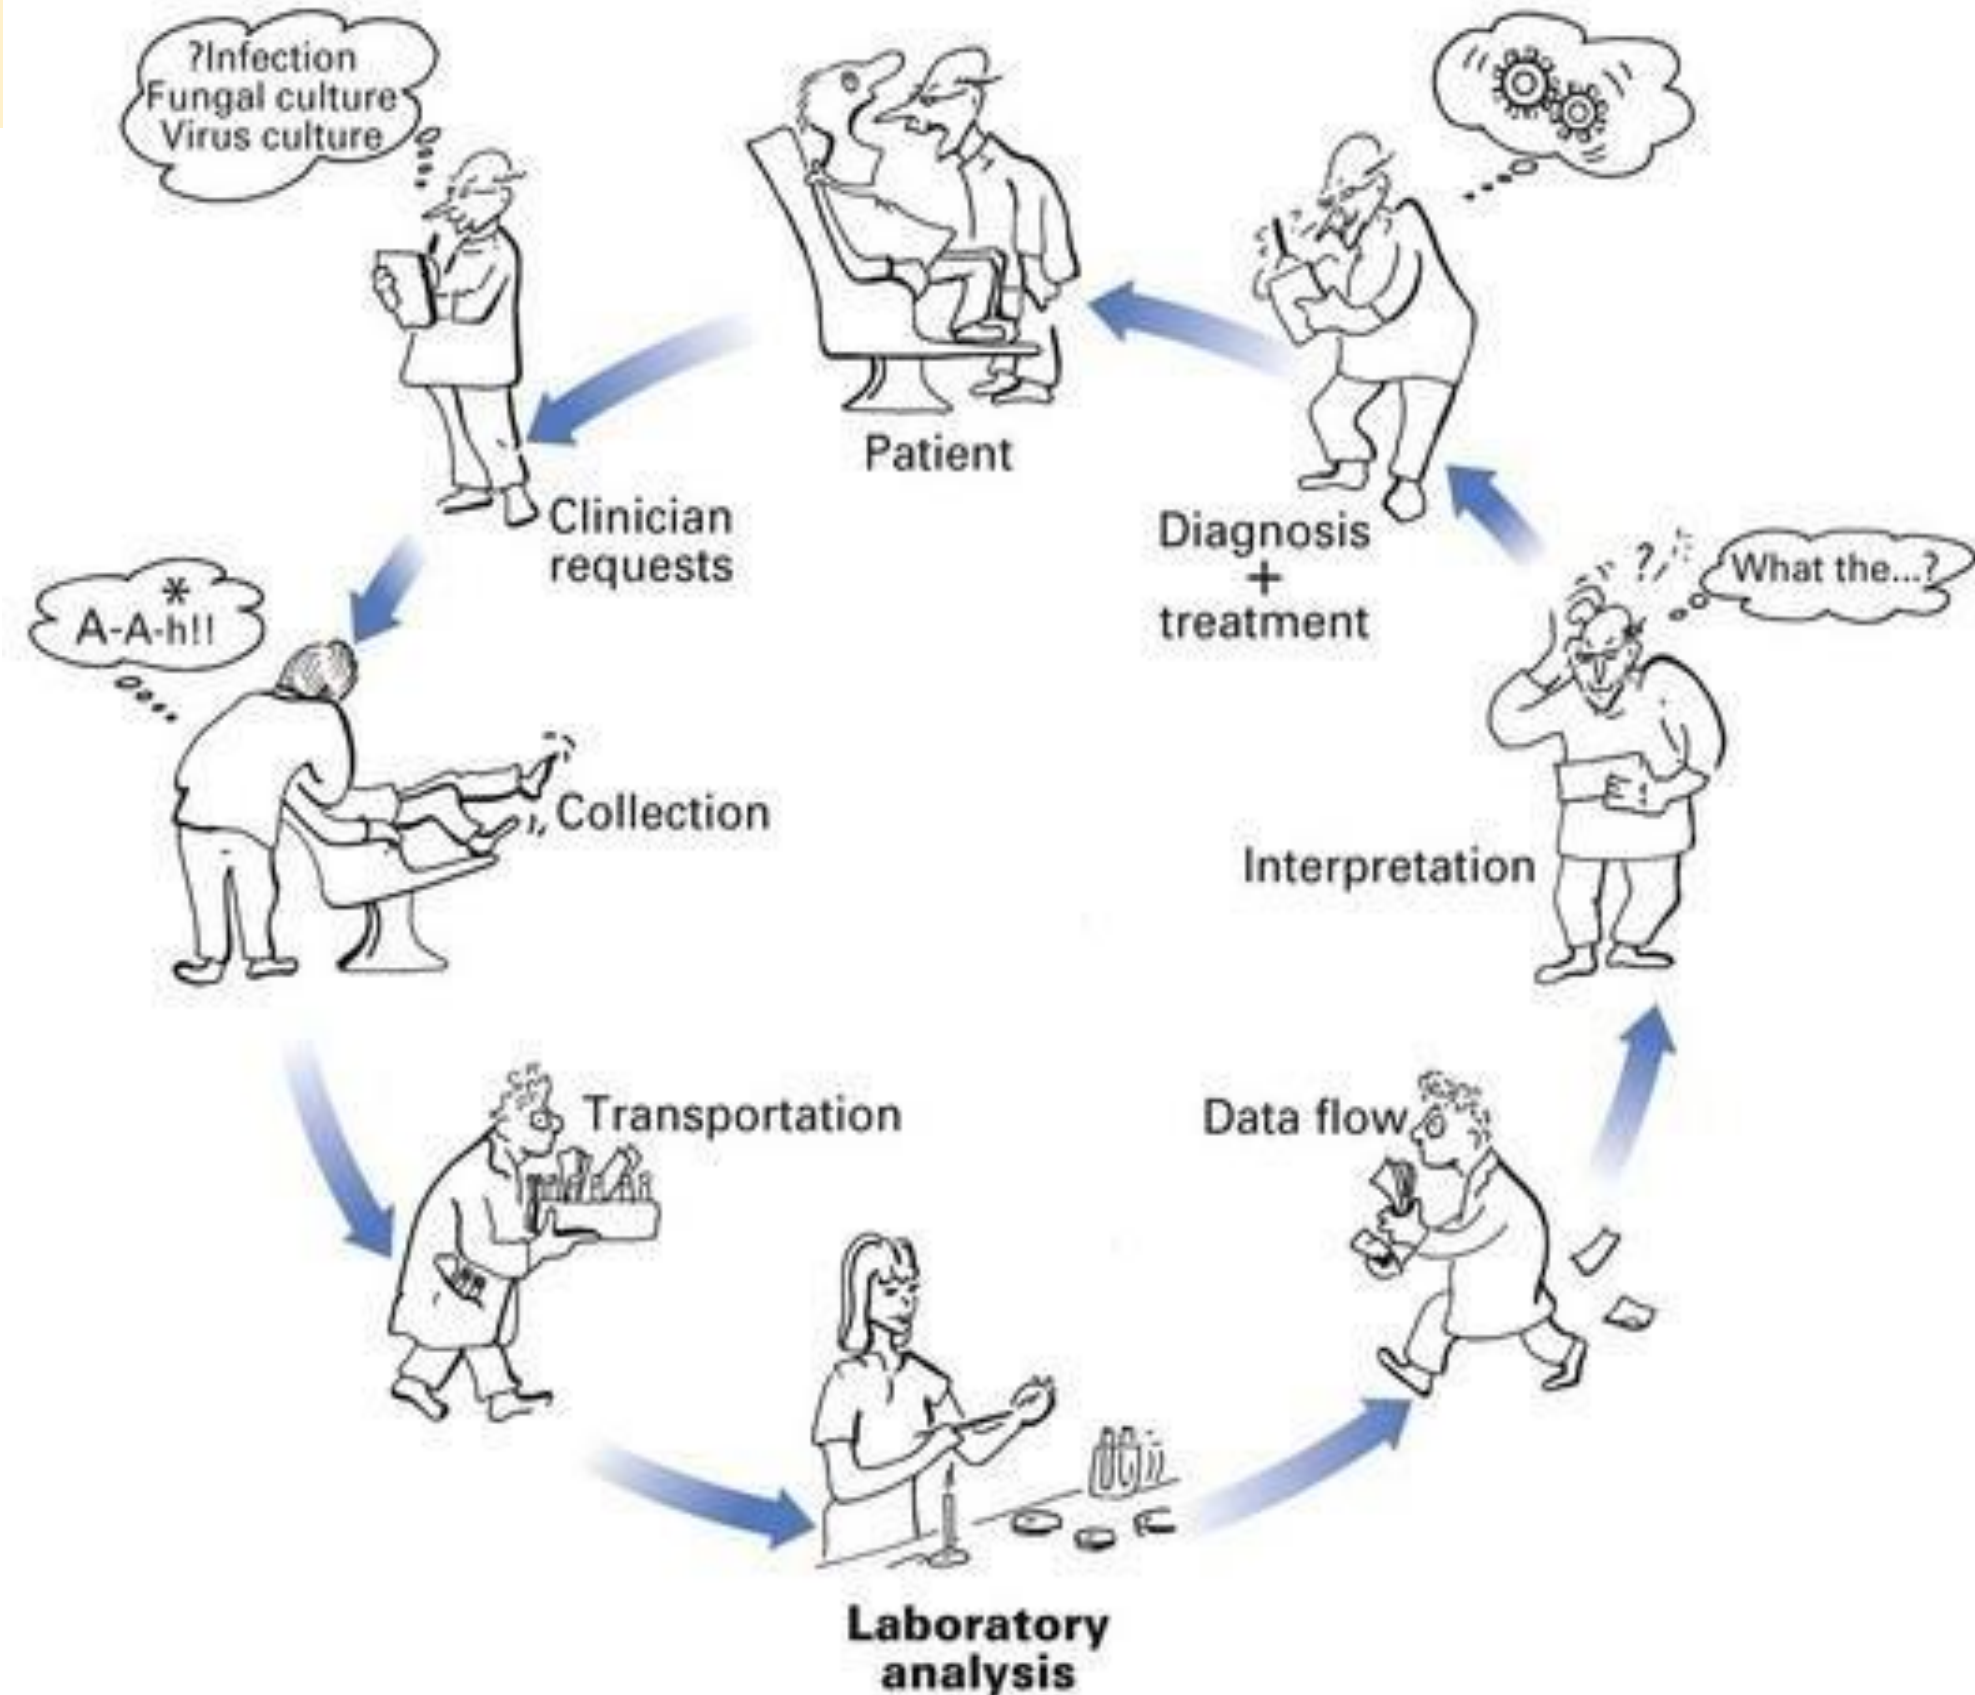 ?Infection
Fungal culture
Virus culture
Patient
Clinician
requests
*
A-A-h!!
Collection
Transportation
Laboratory
analysis
Data flow
Interpretation
?
What the...?
Diagnosis
+
treatment